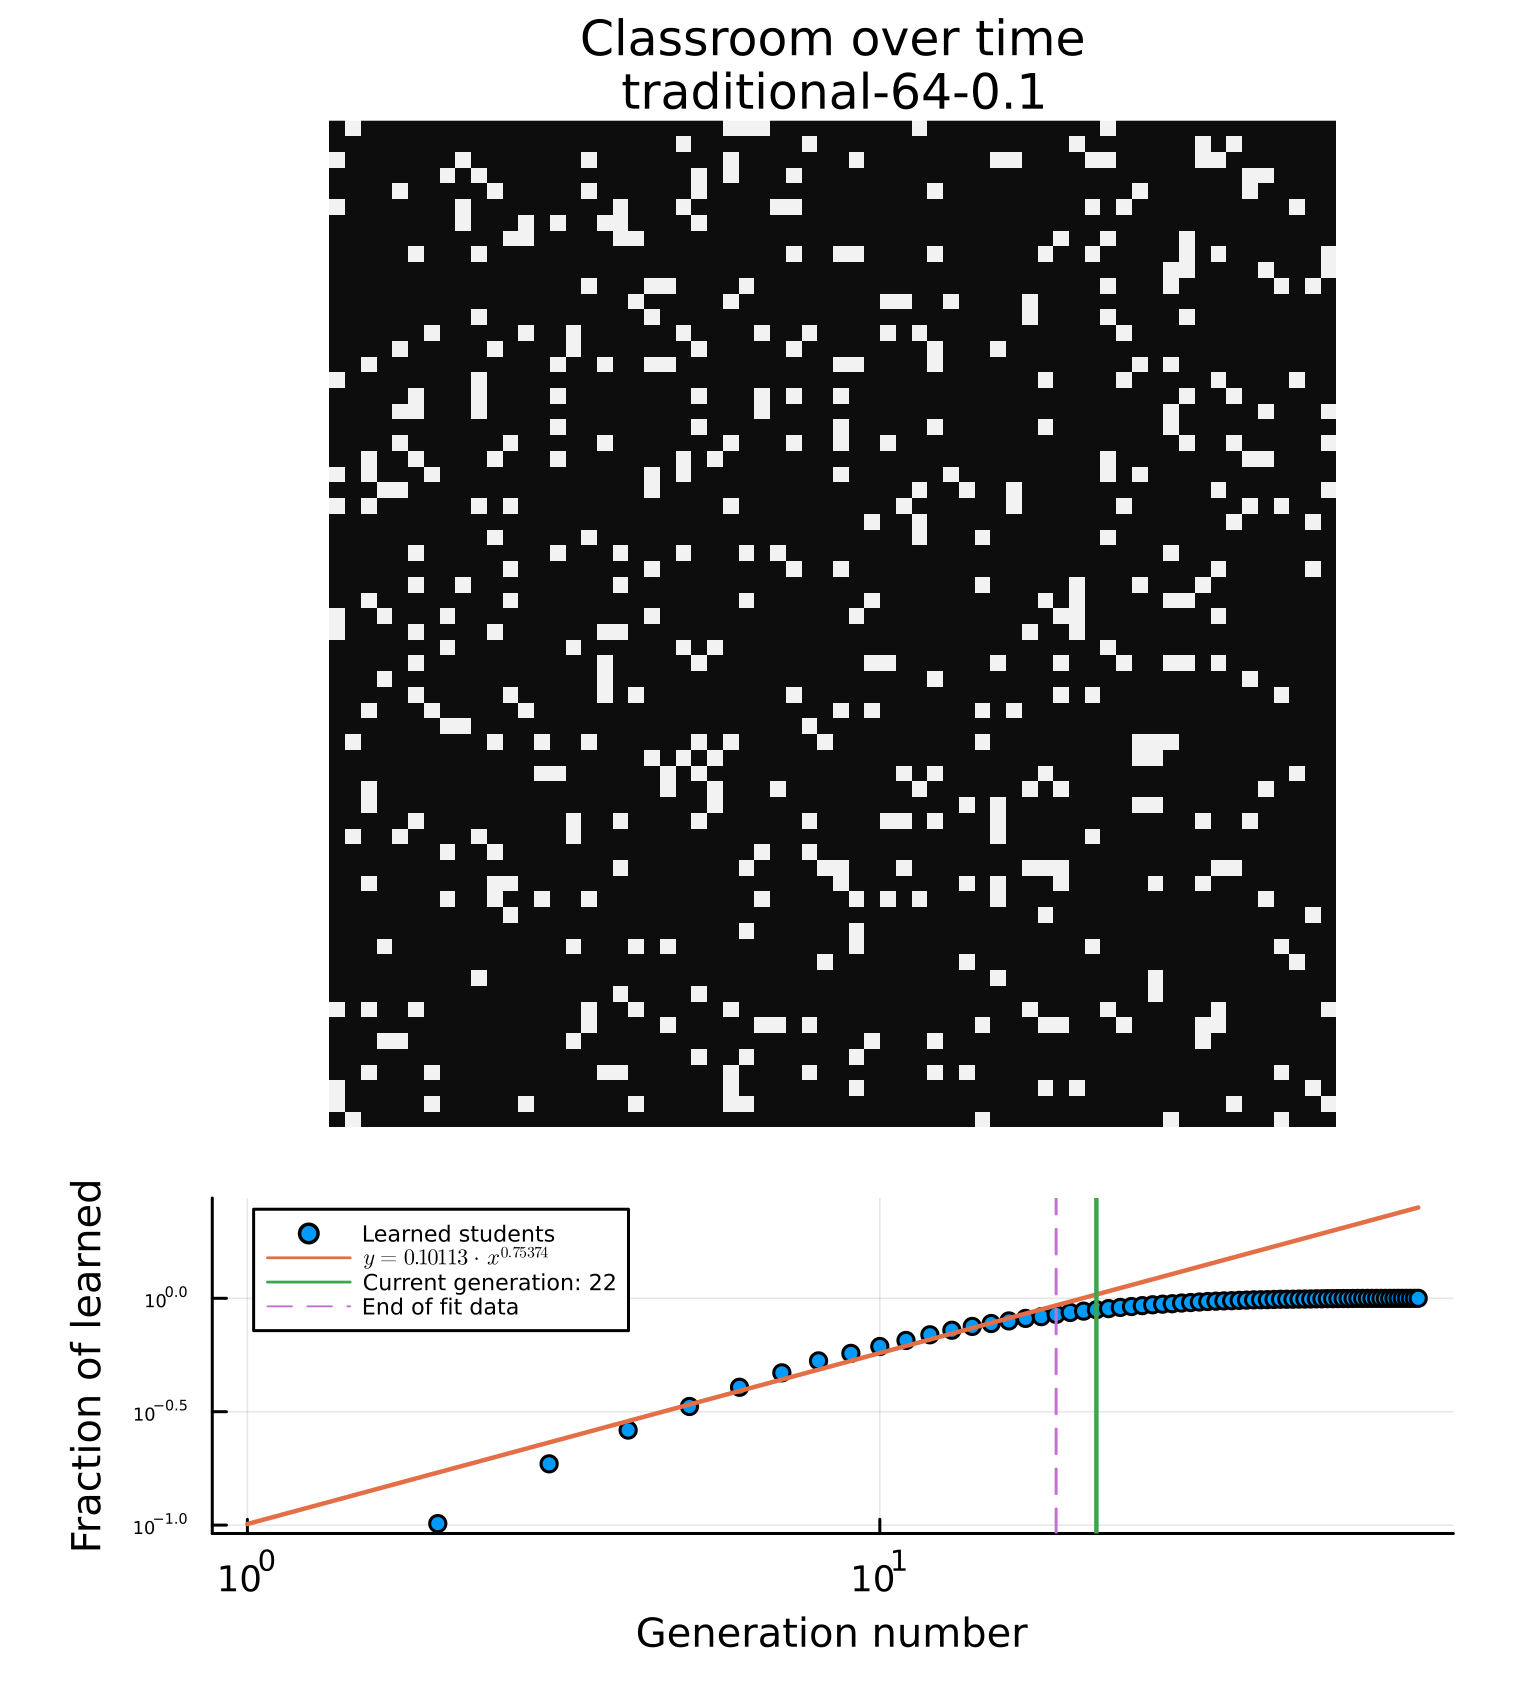 Classroom over time
traditional-64-0.1
Fraction of learned
Learned students
y = 0.10113 · x^0.75374
Current generation: 22
End of fit data
10^0.0
10^−0.5
10^−1.0
10^0
10^1
Generation number